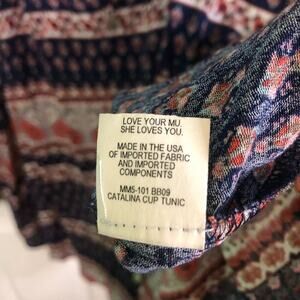 LOVE YOUR MU.
SHE LOVES YOU.
MADE IN THE USA
OF IMPORTED FABRIC
AND IMPORTED
COMPONENTS
MM5-101 BB09
CATALINA CUP TUNIC